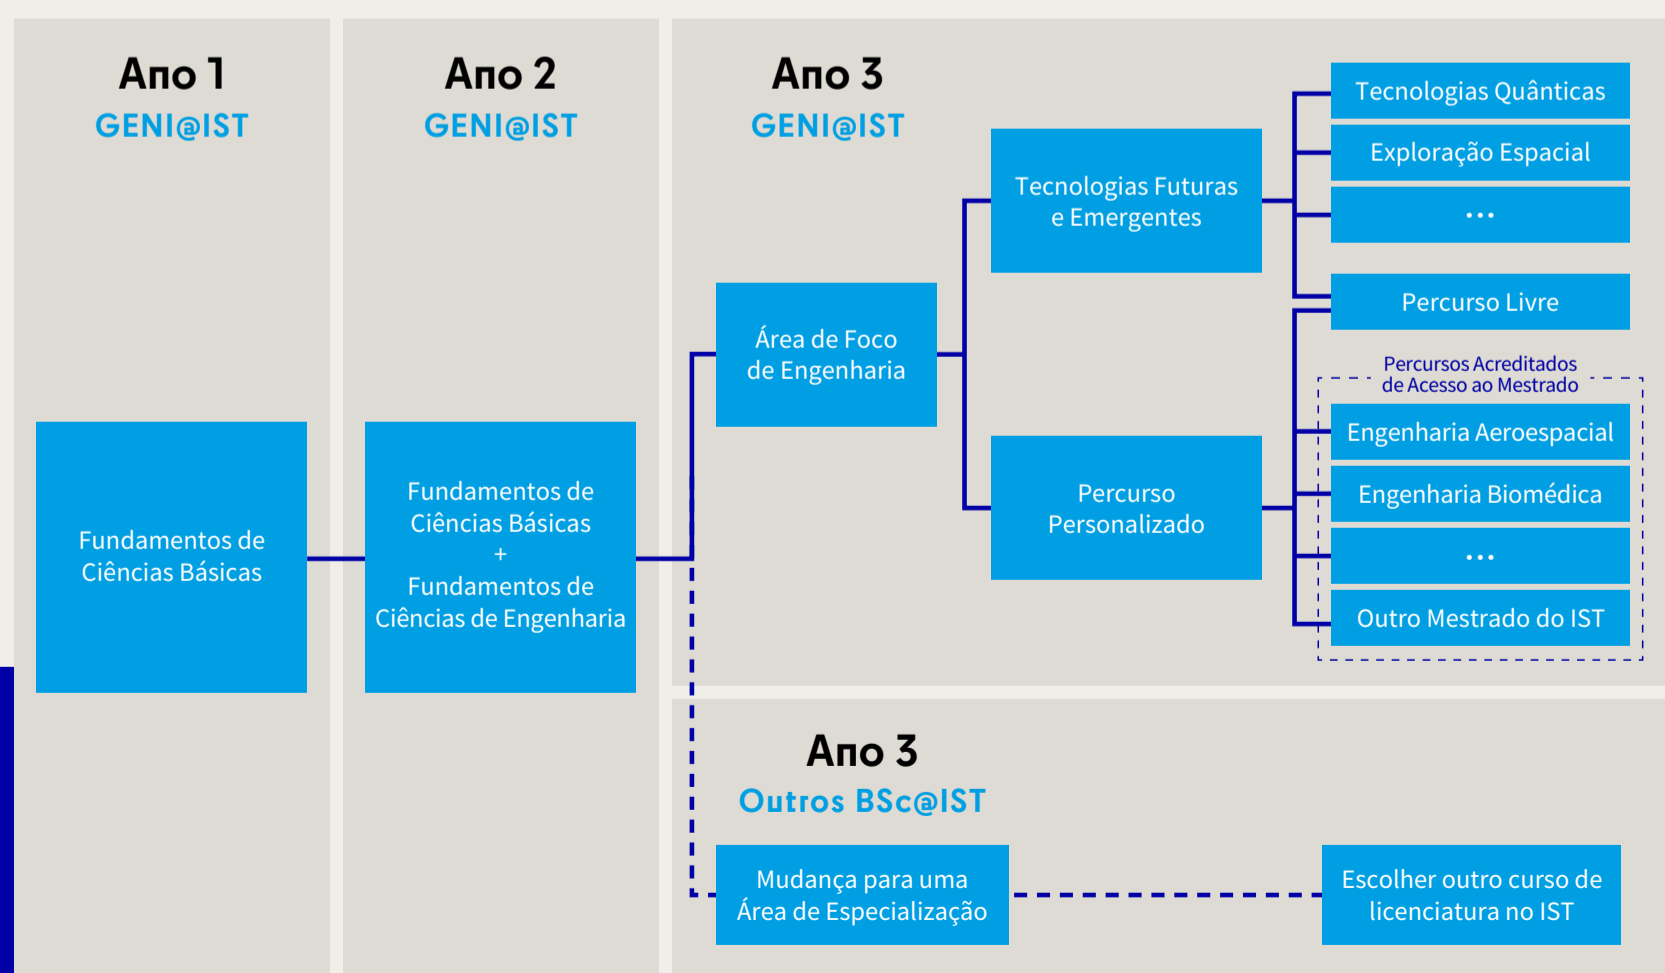 Ano 1
GENI@IST
Fundamentos de
Ciências Básicas
Ano 2
GENI@IST
Fundamentos de
Ciências Básicas
+
Fundamentos de
Ciências de Engenharia
Ano 3
GENI@IST
Área de Foco
de Engenharia
Tecnologias Futuras
e Emergentes
Percurso
Personalizado
Tecnologias Quânticas
Exploração Espacial
...
Percurso Livre
Percursos Acreditados
de Acesso ao Mestrado
Engenharia Aeroespacial
Engenharia Biomédica
...
Outro Mestrado do IST
Ano 3
Outros BSc@IST
Mudança para uma
Área de Especialização
Escolher outro curso de
licenciatura no IST